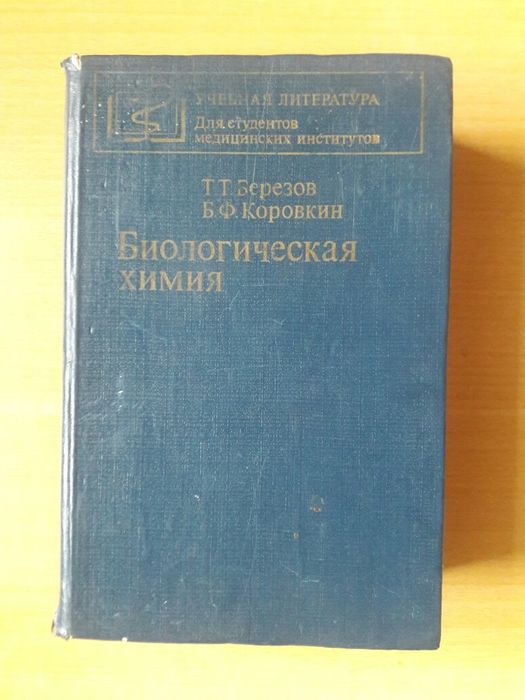 УЧЕБНАЯ ЛИТЕРАТУРА
Для студентов
медицинских институтов
Т.Т.Березов
Б.Ф.Коровкин
Биологическая
химия